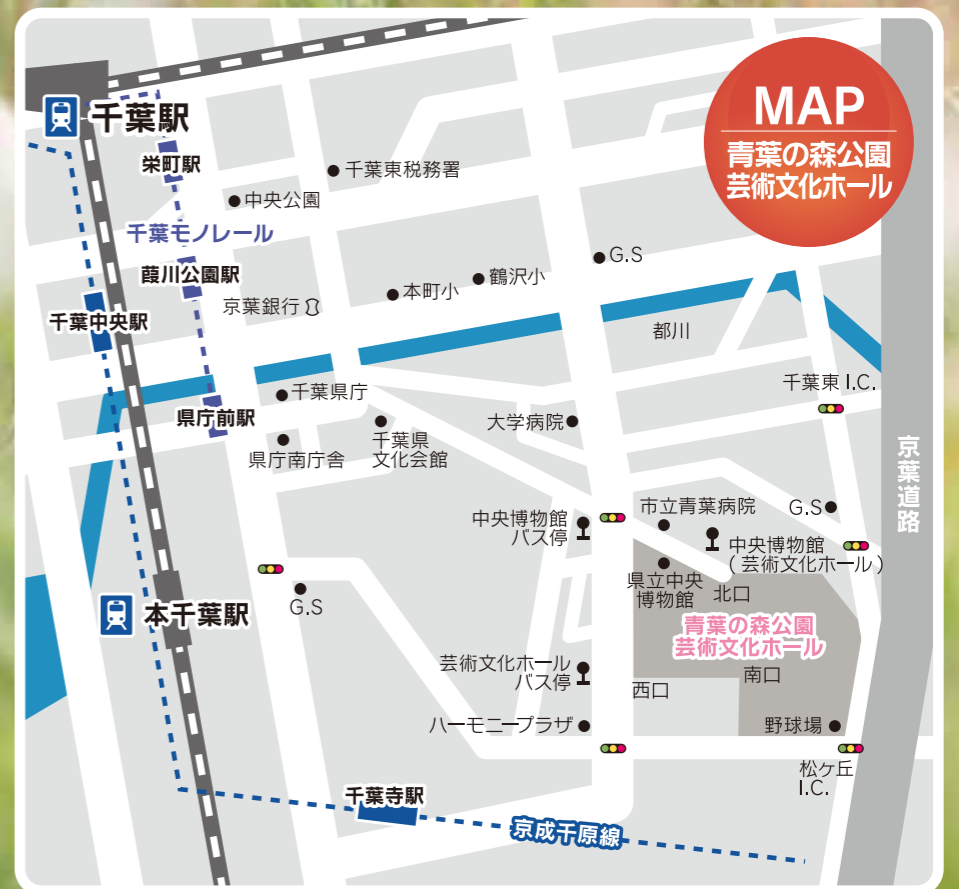 MAP
青葉の森公園
芸術文化ホール
千葉駅
栄町駅
千葉東税務署
中央公園
千葉モノレール
葭川公園駅
G.S
鶴沢小
本町小
京葉銀行
千葉中央駅
都川
千葉東 I.C.
千葉県庁
県庁前駅
大学病院
千葉県
文化会館
県庁南庁舎
京葉道路
市立青葉病院
G.S
中央博物館
バス停
中央博物館
(芸術文化ホール)
県立中央
博物館
北口
G.S
本千葉駅
青葉の森公園
芸術文化ホール
芸術文化ホール
バス停
南口
西口
ハーモニープラザ
野球場
松ヶ丘
I.C.
千葉寺駅
京成千原線